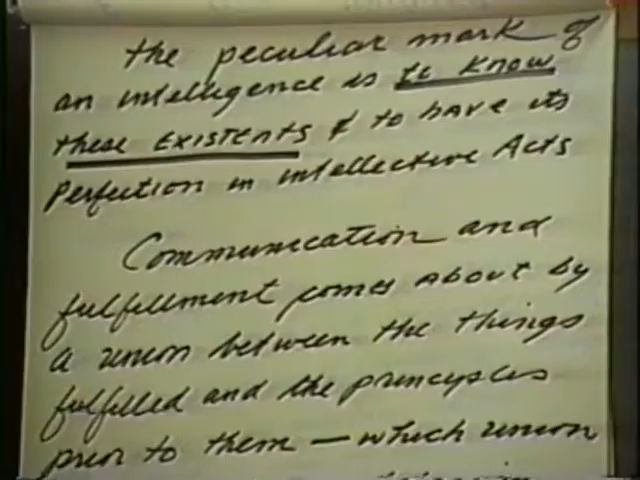 the peculiar mark of
an intelligence is to know
these Existents & to have its
Perfection in intellective Acts
Communication and
fulfillment comes about by
a union between the things
fulfilled and the princyples
prior to them – which union